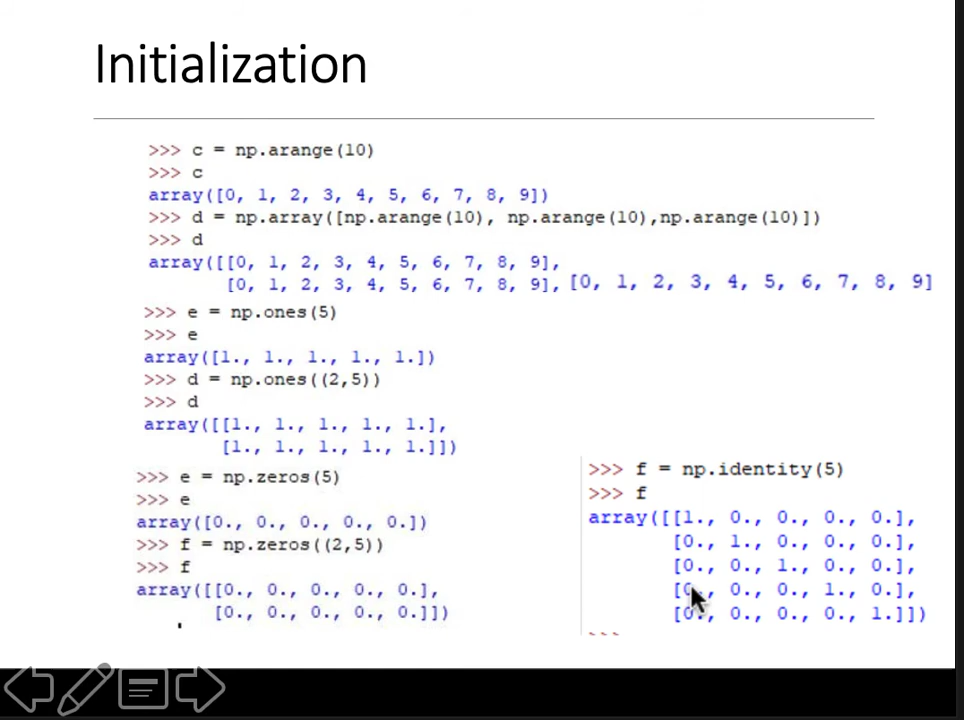 Initialization
>>> c = np.arange(10)
>>> c
array([0, 1, 2, 3, 4, 5, 6, 7, 8, 9])
>>> d = np.array([np.arange(10), np.arange(10),np.arange(10)])
>>> d
array([[0, 1, 2, 3, 4, 5, 6, 7, 8, 9],
[0, 1, 2, 3, 4, 5, 6, 7, 8, 9], [0, 1, 2, 3, 4, 5, 6, 7, 8, 9]
>>> e = np.ones(5)
>>> e
array([1., 1., 1., 1., 1.])
>>> d = np.ones((2,5))
>>> d
array([[1., 1., 1., 1., 1.],
[1., 1., 1., 1., 1.]])
>>> e = np.zeros(5)
>>> e
array([0., 0., 0., 0., 0.])
>>> f = np.zeros((2,5))
>>> f
array([[0., 0., 0., 0., 0.],
[0., 0., 0., 0., 0.]])
>>> f = np.identity(5)
>>> f
array([[1., 0., 0., 0., 0.],
[0., 1., 0., 0., 0.],
[0., 0., 1., 0., 0.],
[0., 0., 0., 1., 0.],
[0., 0., 0., 0., 1.]])